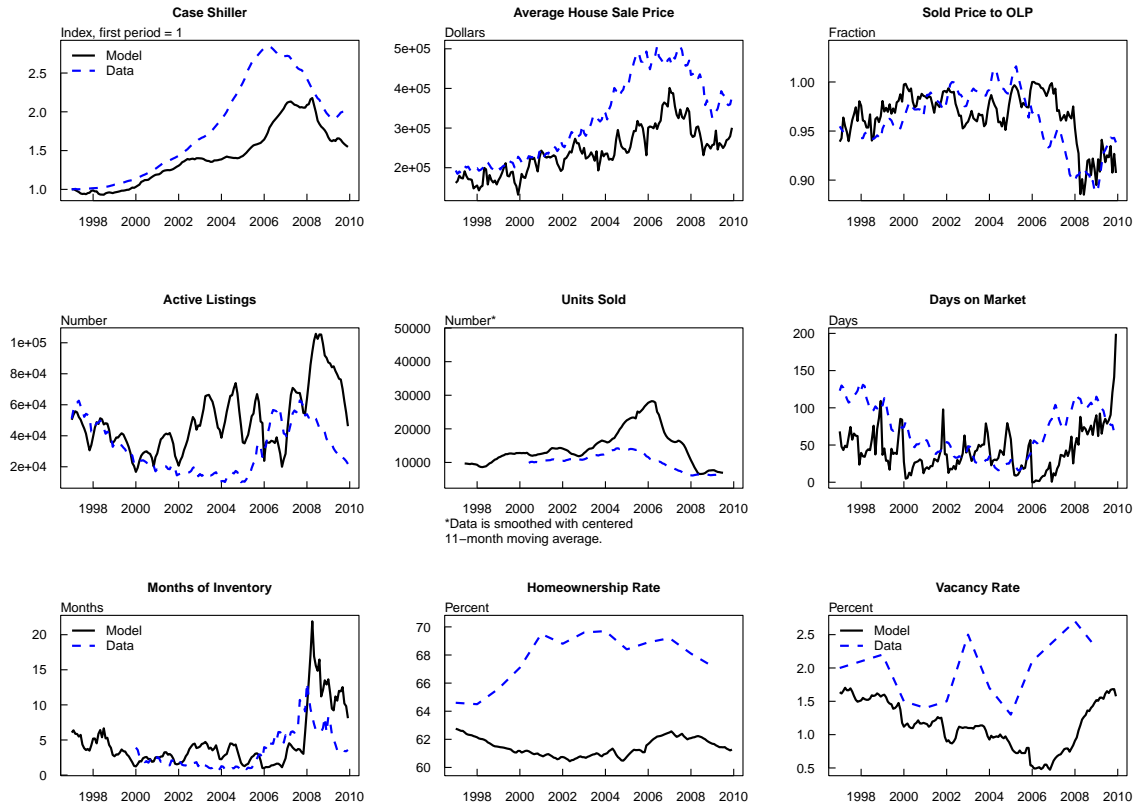 Case Shiller
Index, first period = 1
Model
Data
2.5
2.0
1.5
1.0
1998 2000 2002 2004 2006 2008 2010
Average House Sale Price
Dollars
5e+05
4e+05
3e+05
2e+05
1998 2000 2002 2004 2006 2008 2010
Sold Price to OLP
Fraction
1.00
0.95
0.90
1998 2000 2002 2004 2006 2008 2010
Active Listings
Number
1e+05
8e+04
6e+04
4e+04
2e+04
1998 2000 2002 2004 2006 2008 2010
Units Sold
Number*
50000
40000
30000
20000
10000
1998 2000 2002 2004 2006 2008 2010
*Data is smoothed with centered
11−month moving average.
Days on Market
Days
200
150
100
50
0
1998 2000 2002 2004 2006 2008 2010
Months of Inventory
Months
Model
Data
20
15
10
5
0
1998 2000 2002 2004 2006 2008 2010
Homeownership Rate
Percent
70
68
66
64
62
60
1998 2000 2002 2004 2006 2008 2010
Vacancy Rate
Percent
Model
Data
2.5
2.0
1.5
1.0
0.5
1998 2000 2002 2004 2006 2008 2010